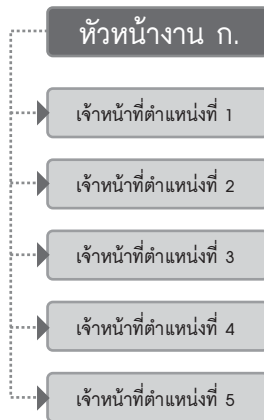 หัวหน้างาน ก.
เจ้าหน้าที่ตำแหน่งที่ 1
เจ้าหน้าที่ตำแหน่งที่ 2
เจ้าหน้าที่ตำแหน่งที่ 3
เจ้าหน้าที่ตำแหน่งที่ 4
เจ้าหน้าที่ตำแหน่งที่ 5